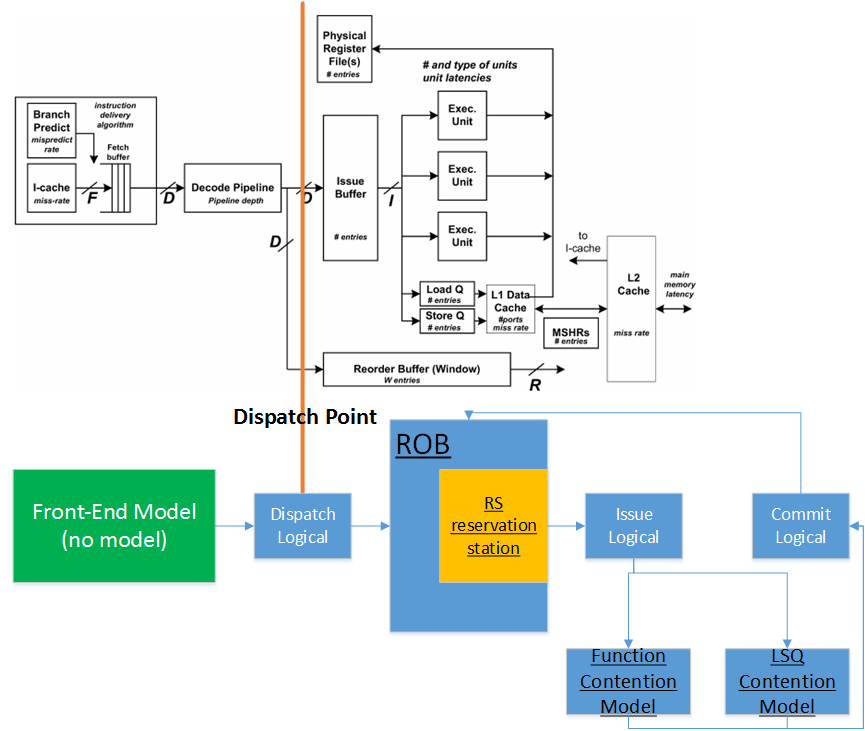 Physical
Register
File(s)
# entries
# and type of units
unit latencies
Branch
Predict
mispredict
rate
instruction
delivery
algorithm
Fetch
buffer
I-cache
miss-rate
F
D
Decode Pipeline
Pipeline depth
D
D
Issue
Buffer
# entries
I
Exec.
Unit
Exec.
Unit
Exec.
Unit
Load Q
# entries
Store Q
# entries
L1 Data
Cache
#ports
miss rate
MSHRs
# entries
to
I-cache
L2
Cache
miss rate
main
memory
latency
Reorder Buffer (Window)
W entries
R
Dispatch Point
Front-End Model
(no model)
Dispatch
Logical
ROB
RS
reservation
station
Issue
Logical
Commit
Logical
Function
Contention
Model
LSQ
Contention
Model